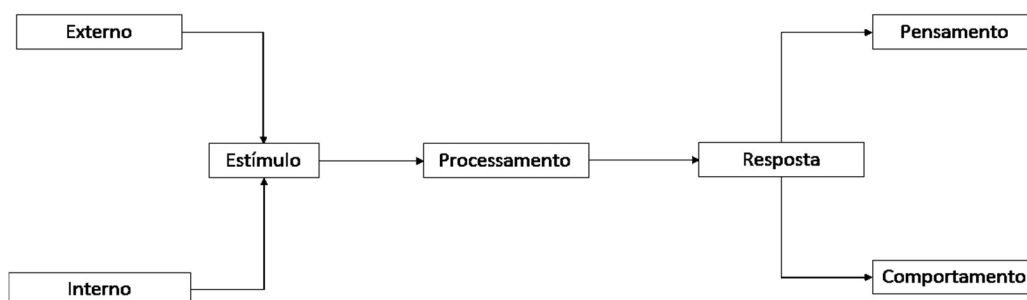 Externo
Pensamento
Estímulo
Processamento
Resposta
Interno
Comportamento